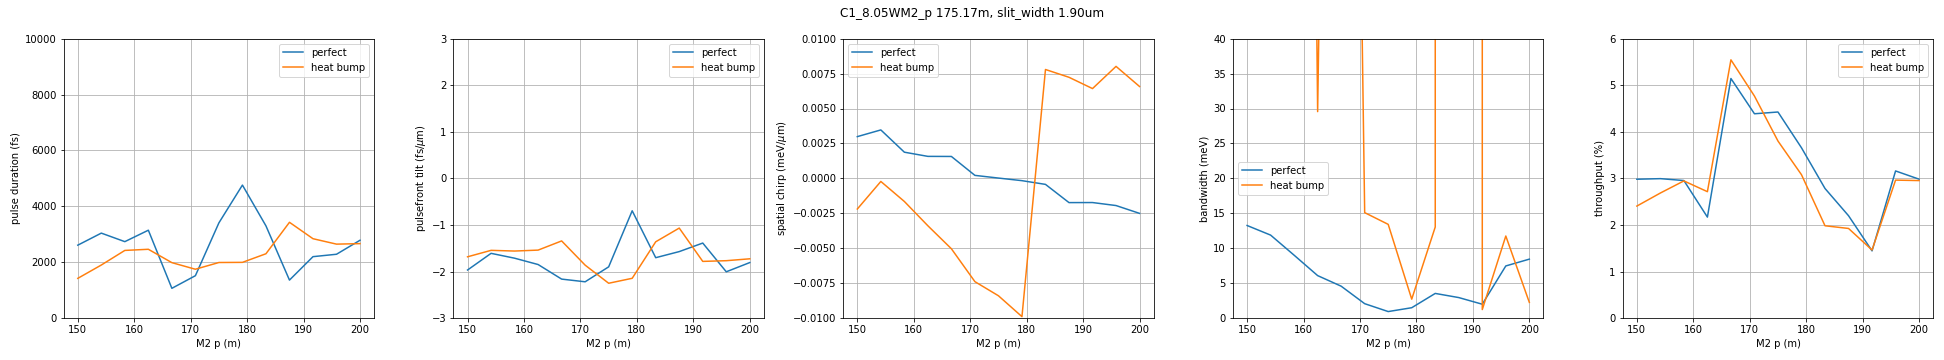 C1_8.05WM2_p 175.17m, slit_width 1.90um
pulse duration (fs)
10000
8000
6000
4000
2000
0
perfect
heat bump
150 160 170 180 190 200
M2 p (m)
pulsefront tilt (fs/μm)
3
2
1
0
−1
−2
−3
perfect
heat bump
150 160 170 180 190 200
M2 p (m)
spatial chirp (meV/μm)
0.0100
0.0075
0.0050
0.0025
0.0000
−0.0025
−0.0050
−0.0075
−0.0100
perfect
heat bump
150 160 170 180 190 200
M2 p (m)
bandwidth (meV)
40
35
30
25
20
15
10
5
0
perfect
heat bump
150 160 170 180 190 200
M2 p (m)
throughput (%)
6
5
4
3
2
1
0
perfect
heat bump
150 160 170 180 190 200
M2 p (m)